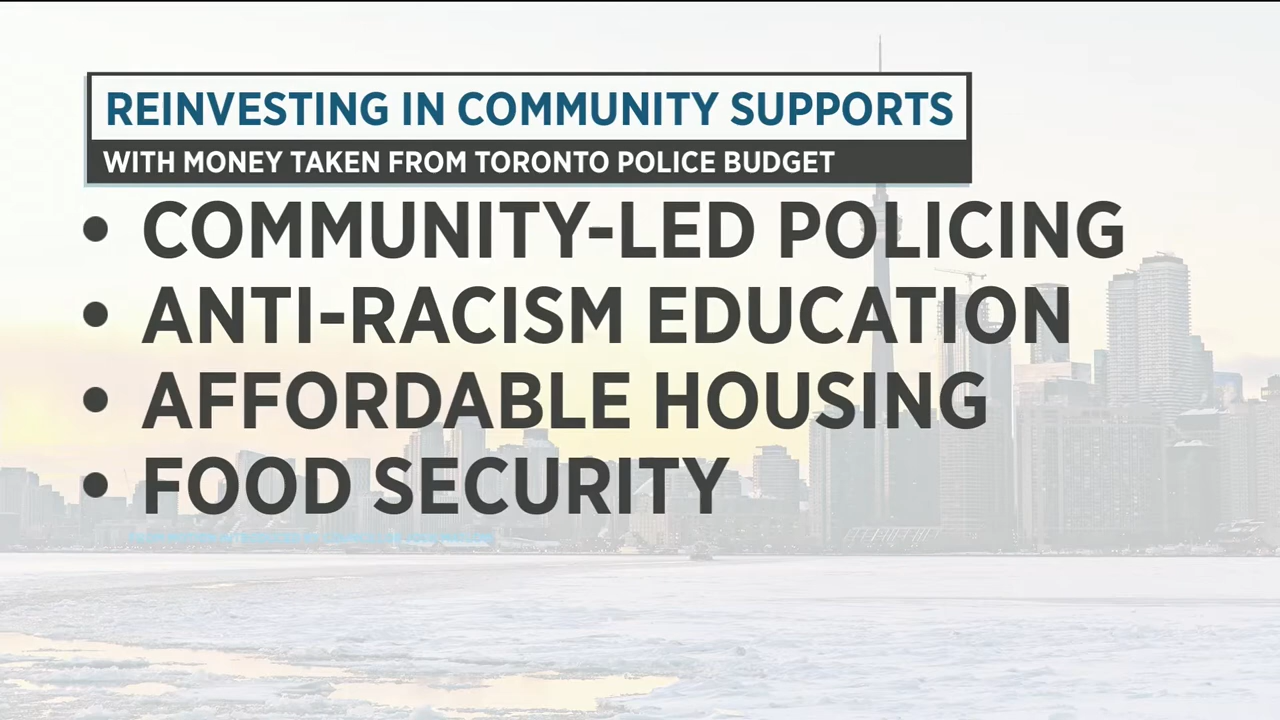 REINVESTING IN COMMUNITY SUPPORTS
WITH MONEY TAKEN FROM TORONTO POLICE BUDGET
• COMMUNITY-LED POLICING
• ANTI-RACISM EDUCATION
• AFFORDABLE HOUSING
• FOOD SECURITY